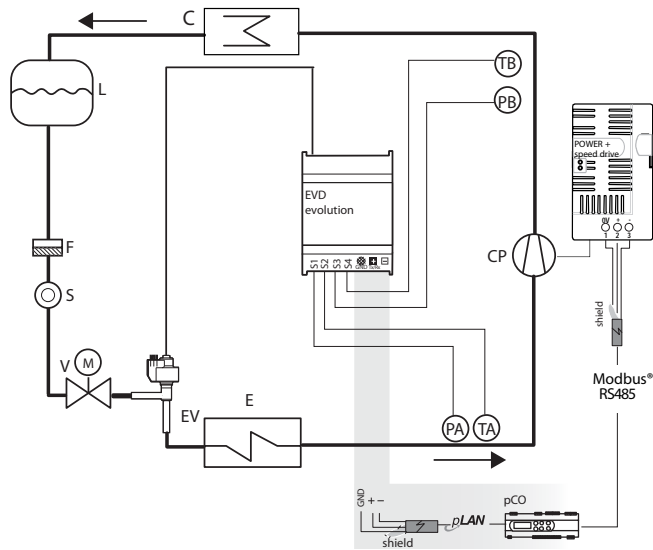 C
L
TB
PB
POWER +
speed drive
EVD
evolution
0V + -
1 2 3
F
S1 S2 S3 S4 GND Tx/Rx
CP
S
shield
V M
Modbus®
RS485
EV
E
PA TA
GND + −
pLAN
pCO
shield